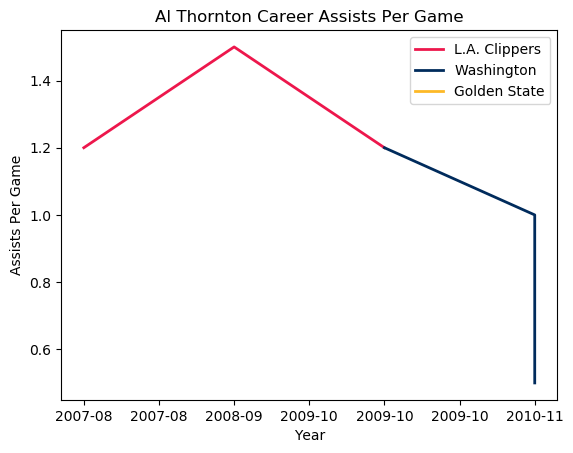 Al Thornton Career Assists Per Game
L.A. Clippers
Washington
Golden State
Assists Per Game
1.4
1.2
1.0
0.8
0.6
2007-08 2007-08 2008-09 2009-10 2009-10 2009-10 2010-11
Year